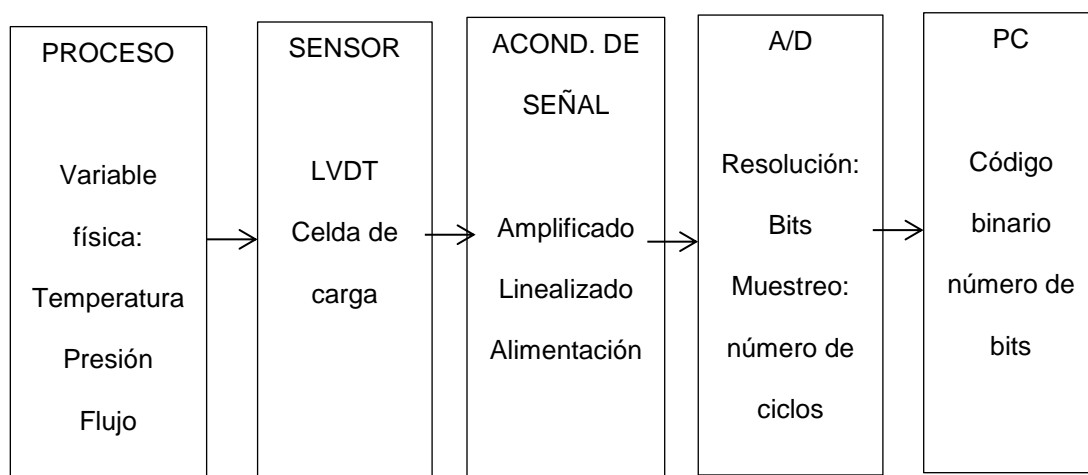 PROCESO
Variable
física:
Temperatura
Presión
Flujo
SENSOR
LVDT
Celda de
carga
ACOND. DE
SEÑAL
Amplificado
Linealizado
Alimentación
A/D
Resolución:
Bits
Muestreo:
número de
ciclos
PC
Código
binario
número de
bits